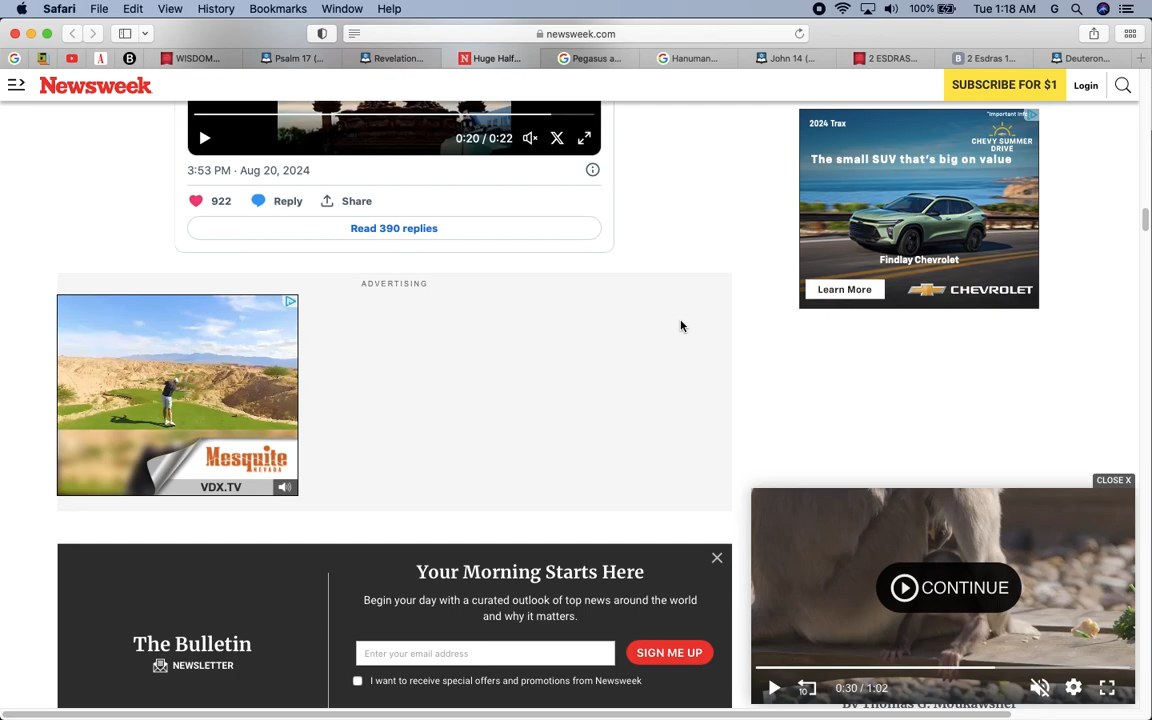 Safari File Edit View History Bookmarks Window Help 100% Tue 1:18 AM G
newsweek.com
WISDOM... Psalm 17 (... Revelation... Huge Half... Pegasus a... Hanuman... John 14 (... 2 ESDRAS... 2 Esdras 1... Deuteron...
Newsweek SUBSCRIBE FOR $1 Login
0:20 / 0:22
3:53 PM · Aug 20, 2024
922 Reply Share
Read 390 replies
2024 Trax
CHEVY SUMMER
DRIVE
The small SUV that's big on value
Findlay Chevrolet
Learn More CHEVROLET
ADVERTISING
Mesquite
NEVADA
VDX.TV
CLOSE X
CONTINUE
10 0:30 / 1:02
Your Morning Starts Here
Begin your day with a curated outlook of top news around the world
and why it matters.
The Bulletin
NEWSLETTER
Enter your email address SIGN ME UP
I want to receive special offers and promotions from Newsweek